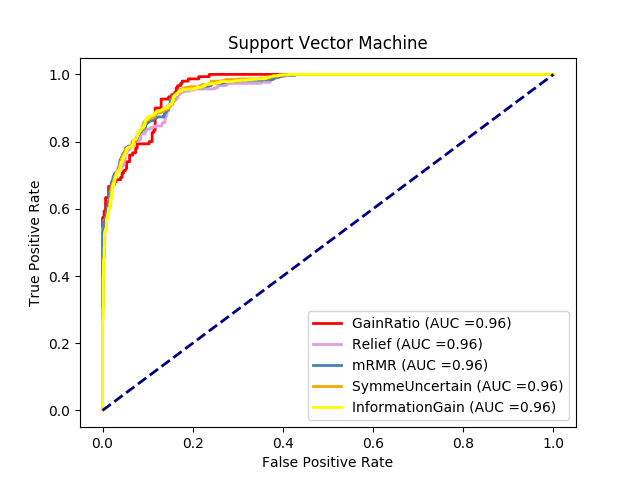 Support Vector Machine
1.0
0.8
0.6
0.4
0.2
0.0
True Positive Rate
GainRatio (AUC =0.96)
Relief (AUC =0.96)
mRMR (AUC =0.96)
SymmeUncertain (AUC =0.96)
InformationGain (AUC =0.96)
0.0 0.2 0.4 0.6 0.8 1.0
False Positive Rate